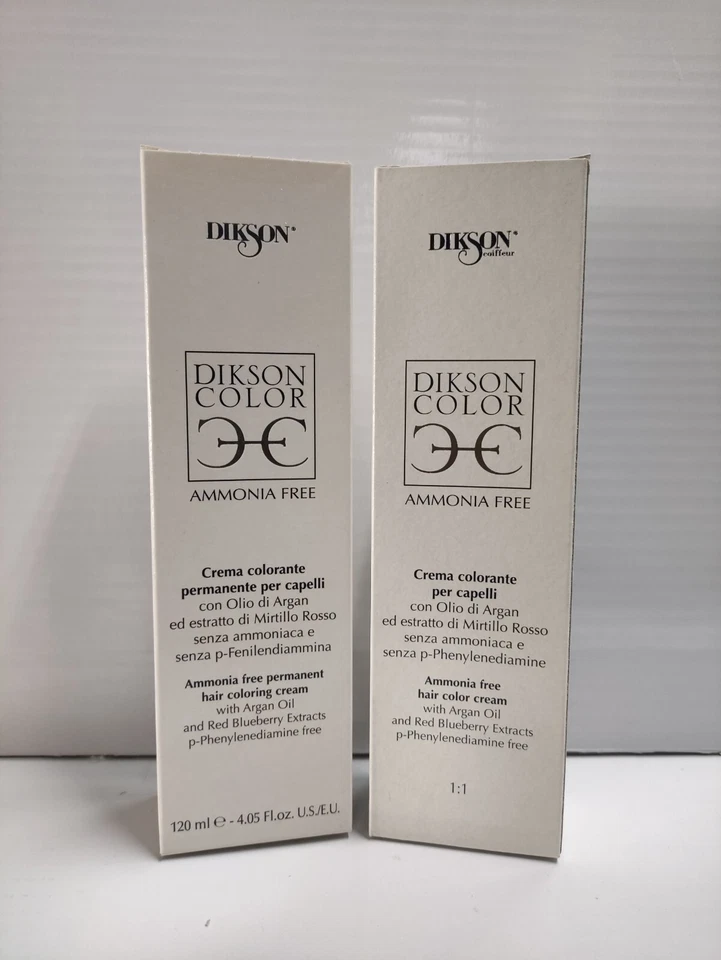 DIKSON
DIKSON
COLOR
AMMONIA FREE
Crema colorante
permanente per capelli
con Olio di Argan
ed estratto di Mirtillo Rosso
senza ammoniaca e
senza p-Fenilendiammina
Ammonia free permanent
hair coloring cream
with Argan Oil
and Red Blueberry Extracts
p-Phenylenediamine free
120 ml ℮ - 4.05 Fl.oz. U.S./E.U.
DIKSON
coiffeur
DIKSON
COLOR
AMMONIA FREE
Crema colorante
per capelli
con Olio di Argan
ed estratto di Mirtillo Rosso
senza ammoniaca e
senza p-Phenylenediamine
Ammonia free
hair color cream
with Argan Oil
and Red Blueberry Extracts
p-Phenylenediamine free
1:1